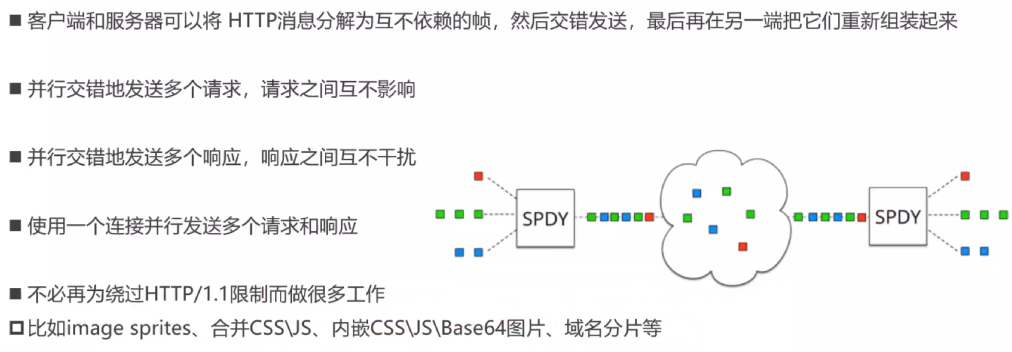 ■ 客户端和服务器可以将 HTTP消息分解为互不依赖的帧，然后交错发送，最后再在另一端把它们重新组装起来
■ 并行交错地发送多个请求，请求之间互不影响
■ 并行交错地发送多个响应，响应之间互不干扰
■ 使用一个连接并行发送多个请求和响应
SPDY
SPDY
■ 不必再为绕过HTTP/1.1限制而做很多工作
□ 比如image sprites、合并CSS\JS、内嵌CSS\JS\Base64图片、域名分片等